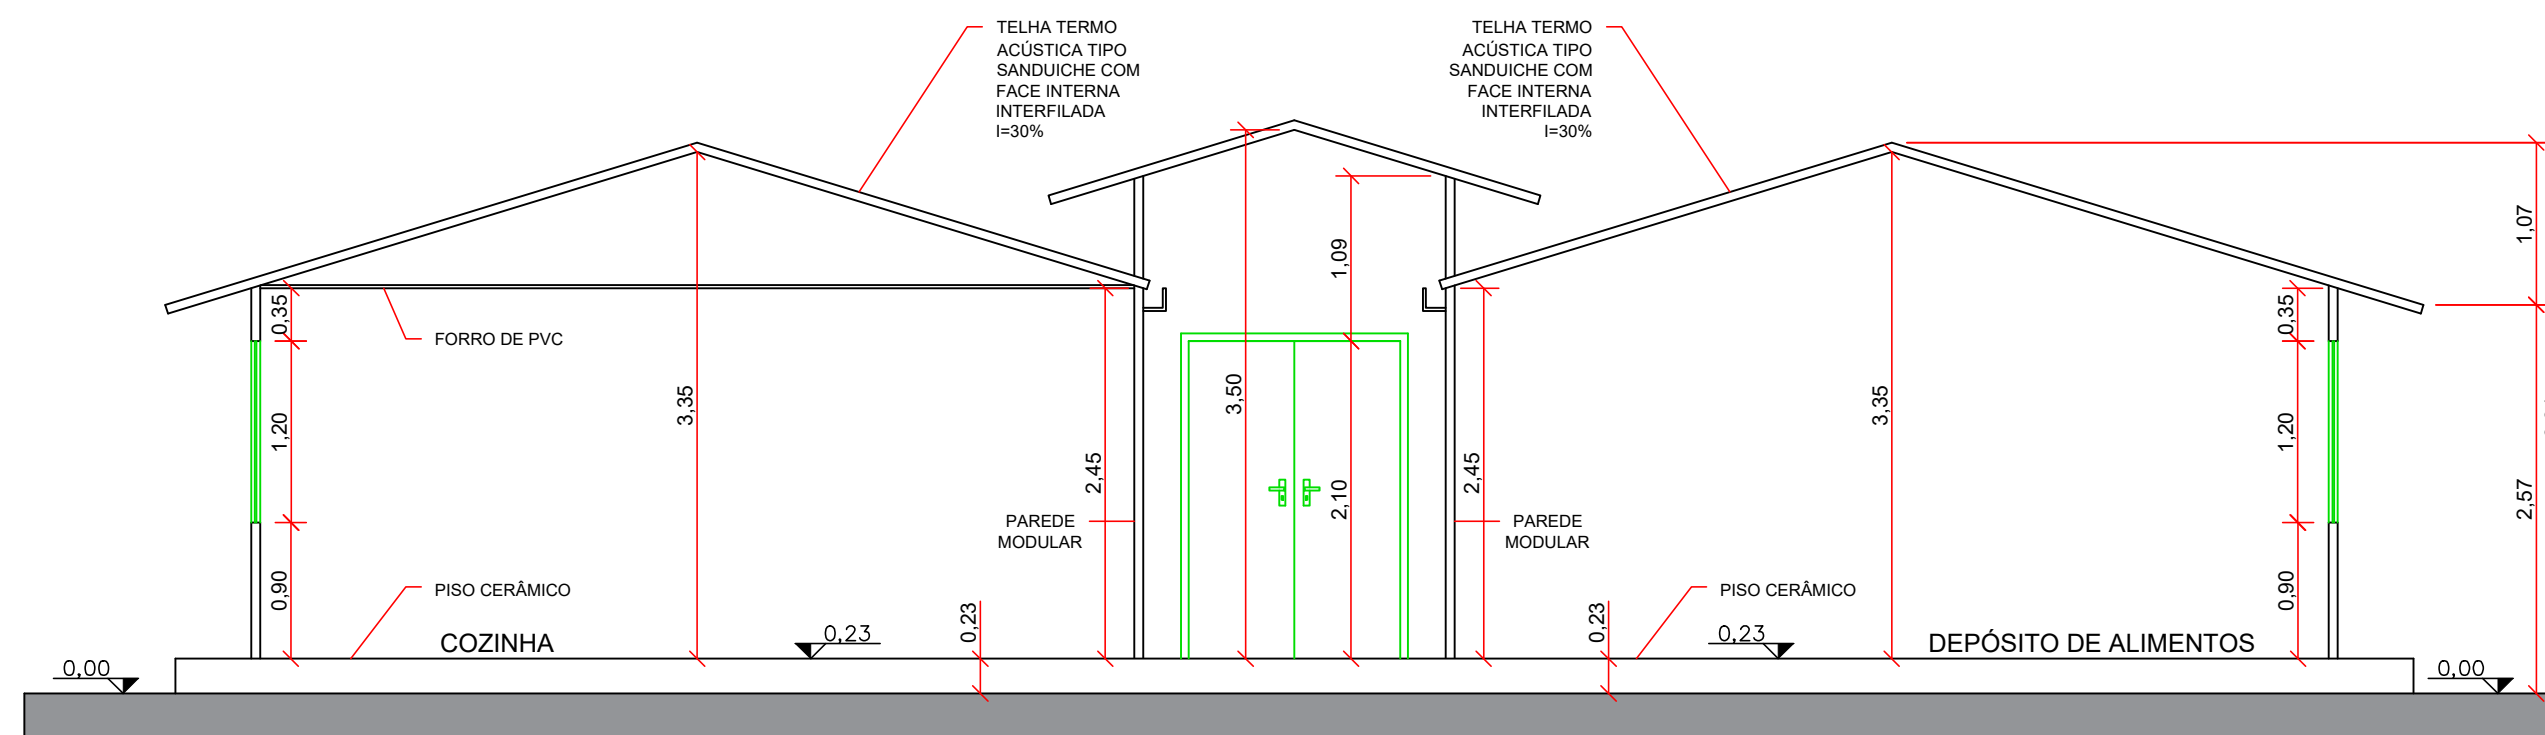 TELHA TERMO
ACÚSTICA TIPO
SANDUICHE COM
FACE INTERNA
INTERFILADA
I=30%
TELHA TERMO
ACÚSTICA TIPO
SANDUICHE COM
FACE INTERNA
INTERFILADA
I=30%
1,07
1,09
0,35
FORRO DE PVC
0,35
3,35
3,50
3,35
1,20
1,20
2,45
2,10
2,45
2,57
PAREDE
MODULAR
PAREDE
MODULAR
0,90
PISO CERÂMICO
PISO CERÂMICO
0,90
0,23
0,23
COZINHA
0,23
0,23
DEPÓSITO DE ALIMENTOS
0,00
0,00